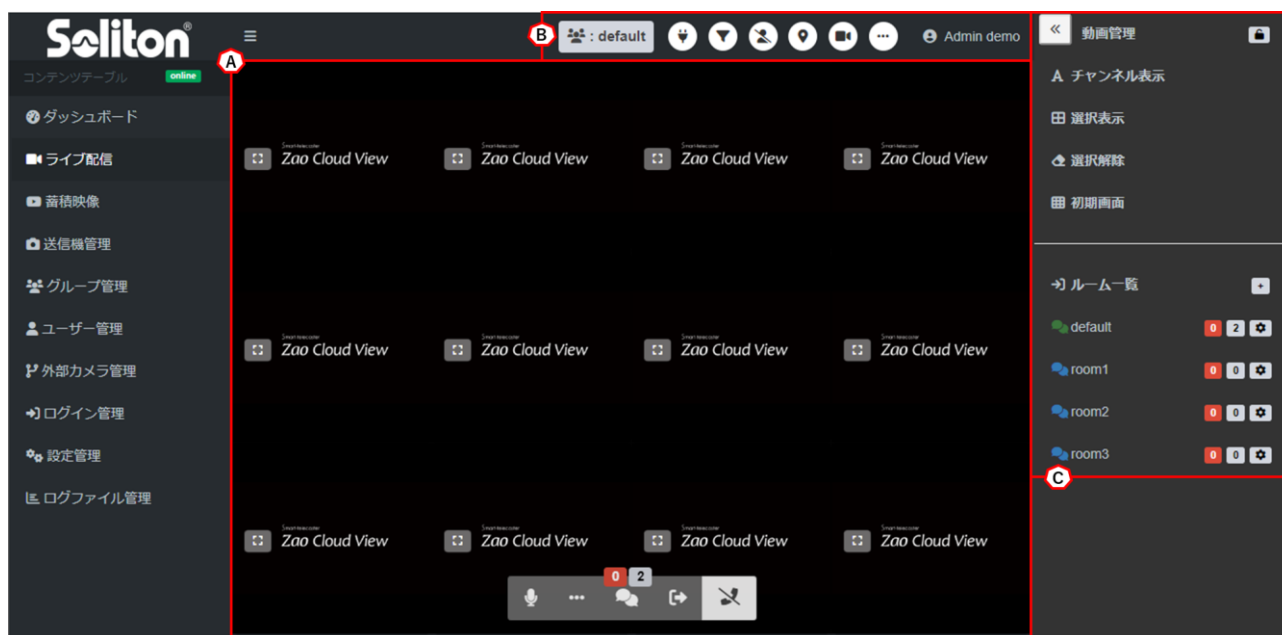 Soliton®
コンテンツテーブル online
ダッシュボード
ライブ配信
蓄積映像
送信機管理
グループ管理
ユーザー管理
外部カメラ管理
ログイン管理
設定管理
ログファイル管理
B
: default
Admin demo
A
Zao Cloud View Zao Cloud View Zao Cloud View Zao Cloud View
Zao Cloud View Zao Cloud View Zao Cloud View Zao Cloud View
Zao Cloud View Zao Cloud View Zao Cloud View Zao Cloud View
0 2
動画管理
A チャンネル表示
選択表示
選択解除
初期画面
ルーム一覧 +
default 0 2
room1 0 0
room2 0 0
room3 0 0
C